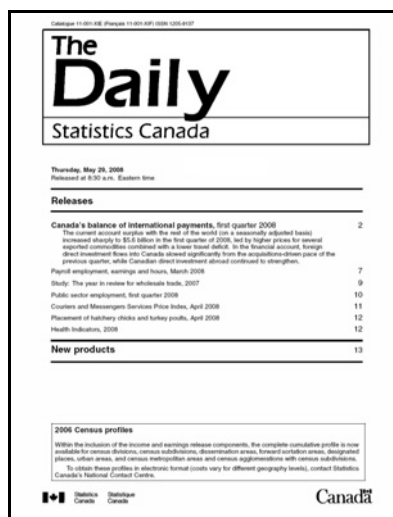 Catalogue 11-001-XIE (Français 11-001-XIF) ISSN 1205-9137
The
Daily
Statistics Canada
Thursday, May 29, 2008
Released at 8:30 a.m. Eastern time
Releases
Canada's balance of international payments, first quarter 2008 2
The current account surplus with the rest of the world (on a seasonally adjusted basis)
increased sharply to $5.6 billion in the first quarter of 2008, led by higher prices for several
exported commodities combined with a lower travel deficit. In the financial account, foreign
direct investment flows into Canada slowed significantly from the acquisitions-driven pace of the
previous quarter, while Canadian direct investment abroad continued to strengthen.
Payroll employment, earnings and hours, March 2008 7
Study: The year in review for wholesale trade, 2007 9
Public sector employment, first quarter 2008 10
Couriers and Messengers Services Price Index, April 2008 11
Placement of hatchery chicks and turkey poults, April 2008 12
Health Indicators, 2008 12
New products 13
2006 Census profiles
Within the inclusion of the income and earnings release components, the complete cumulative profile is now
available for census divisions, census subdivisions, dissemination areas, forward sortation areas, designated
places, urban areas, and census metropolitan areas and census agglomerations with census subdivisions.
To obtain these profiles in electronic format (costs vary for different geography levels), contact Statistics
Canada's National Contact Centre.
Statistics Statistique
Canada Canada
Canada